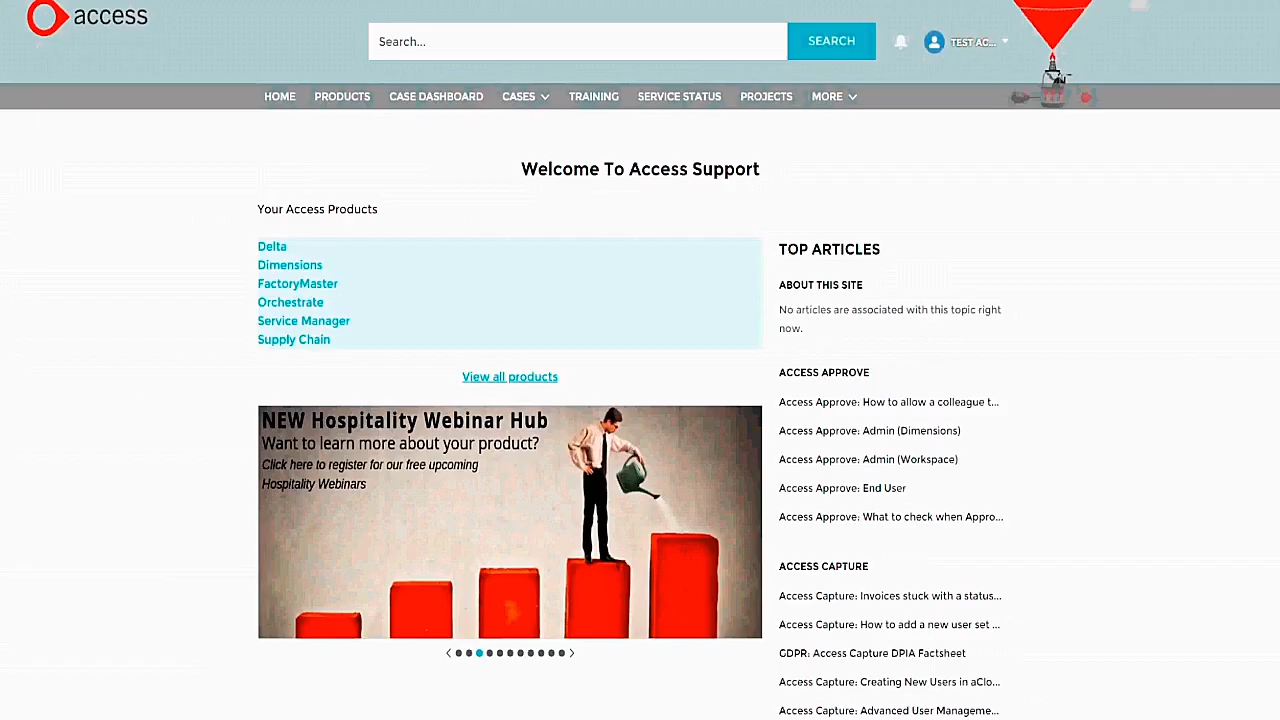 access
Search...
SEARCH
TEST AC...
HOME
PRODUCTS
CASE DASHBOARD
CASES
TRAINING
SERVICE STATUS
PROJECTS
MORE
Welcome To Access Support
Your Access Products
Delta
Dimensions
FactoryMaster
Orchestrate
Service Manager
Supply Chain
View all products
NEW Hospitality Webinar Hub
Want to learn more about your product?
Click here to register for our free upcoming
Hospitality Webinars
TOP ARTICLES
ABOUT THIS SITE
No articles are associated with this topic right
now.
ACCESS APPROVE
Access Approve: How to allow a colleague t...
Access Approve: Admin (Dimensions)
Access Approve: Admin (Workspace)
Access Approve: End User
Access Approve: What to check when Appro...
ACCESS CAPTURE
Access Capture: Invoices stuck with a status...
Access Capture: How to add a new user set ...
GDPR: Access Capture DPIA Factsheet
Access Capture: Creating New Users in aClo...
Access Capture: Advanced User Manageme...